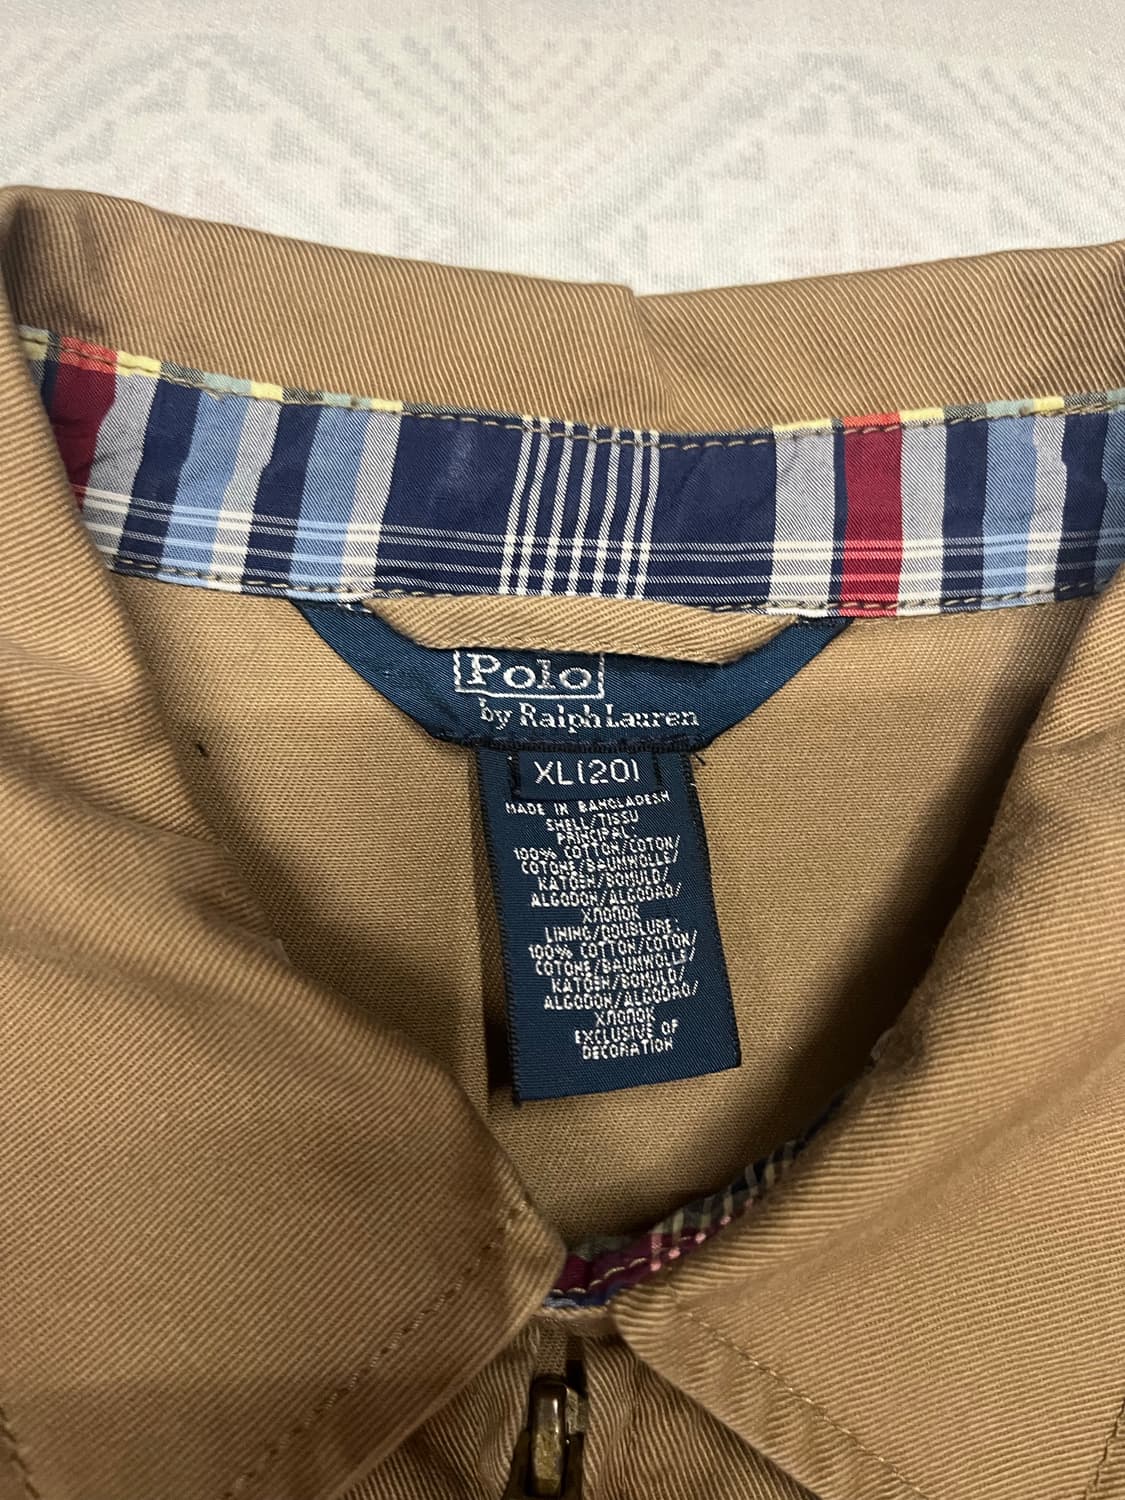 Polo
by Ralph Lauren
XL(20)
MADE IN BANGLADESH
SHELL/TISSU
PRINCIPAL:
100% COTTON/COTON/
COTONE/BAUMWOLLE/
KATOEN/BOMULD/
ALGODON/ALGODAO/
ХЛОПОК
LINING/DOUBLURE:
100% COTTON/COTON/
COTONE/BAUMWOLLE/
KATOEN/BOMULD/
ALGODON/ALGODAO/
ХЛОПОК
EXCLUSIVE OF
DECORATION